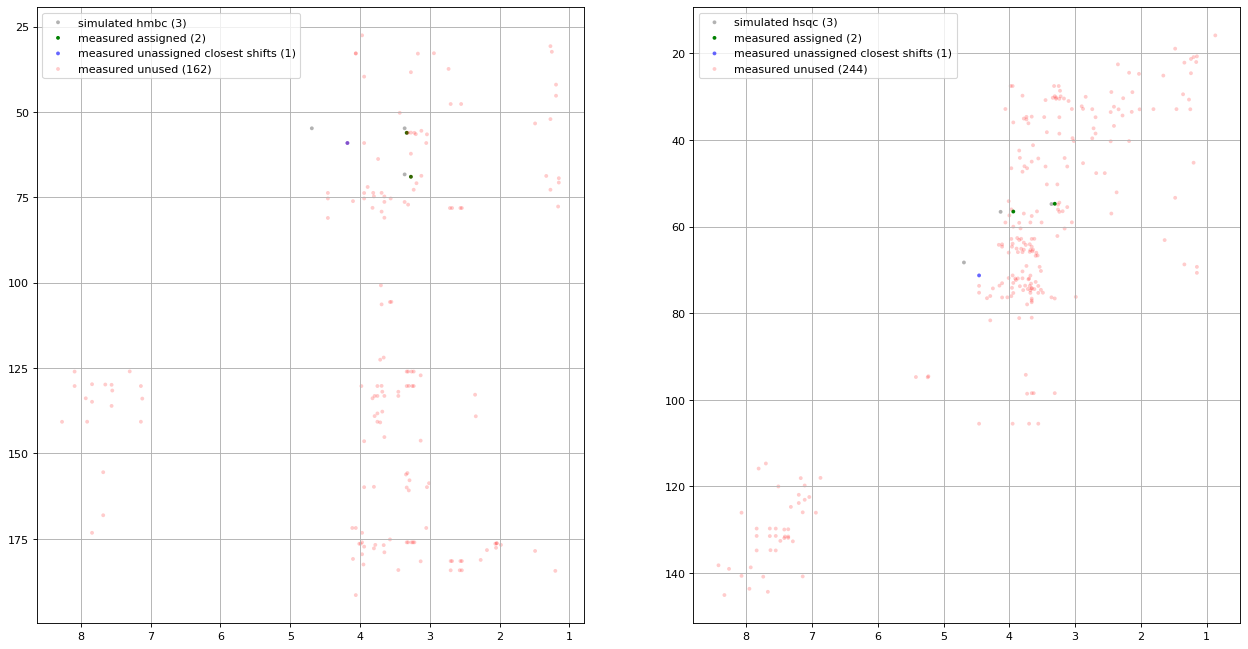 simulated hmbc (3)
measured assigned (2)
measured unassigned closest shifts (1)
measured unused (162)
25
50
75
100
125
150
175
8 7 6 5 4 3 2 1
simulated hsqc (3)
measured assigned (2)
measured unassigned closest shifts (1)
measured unused (244)
20
40
60
80
100
120
140
8 7 6 5 4 3 2 1